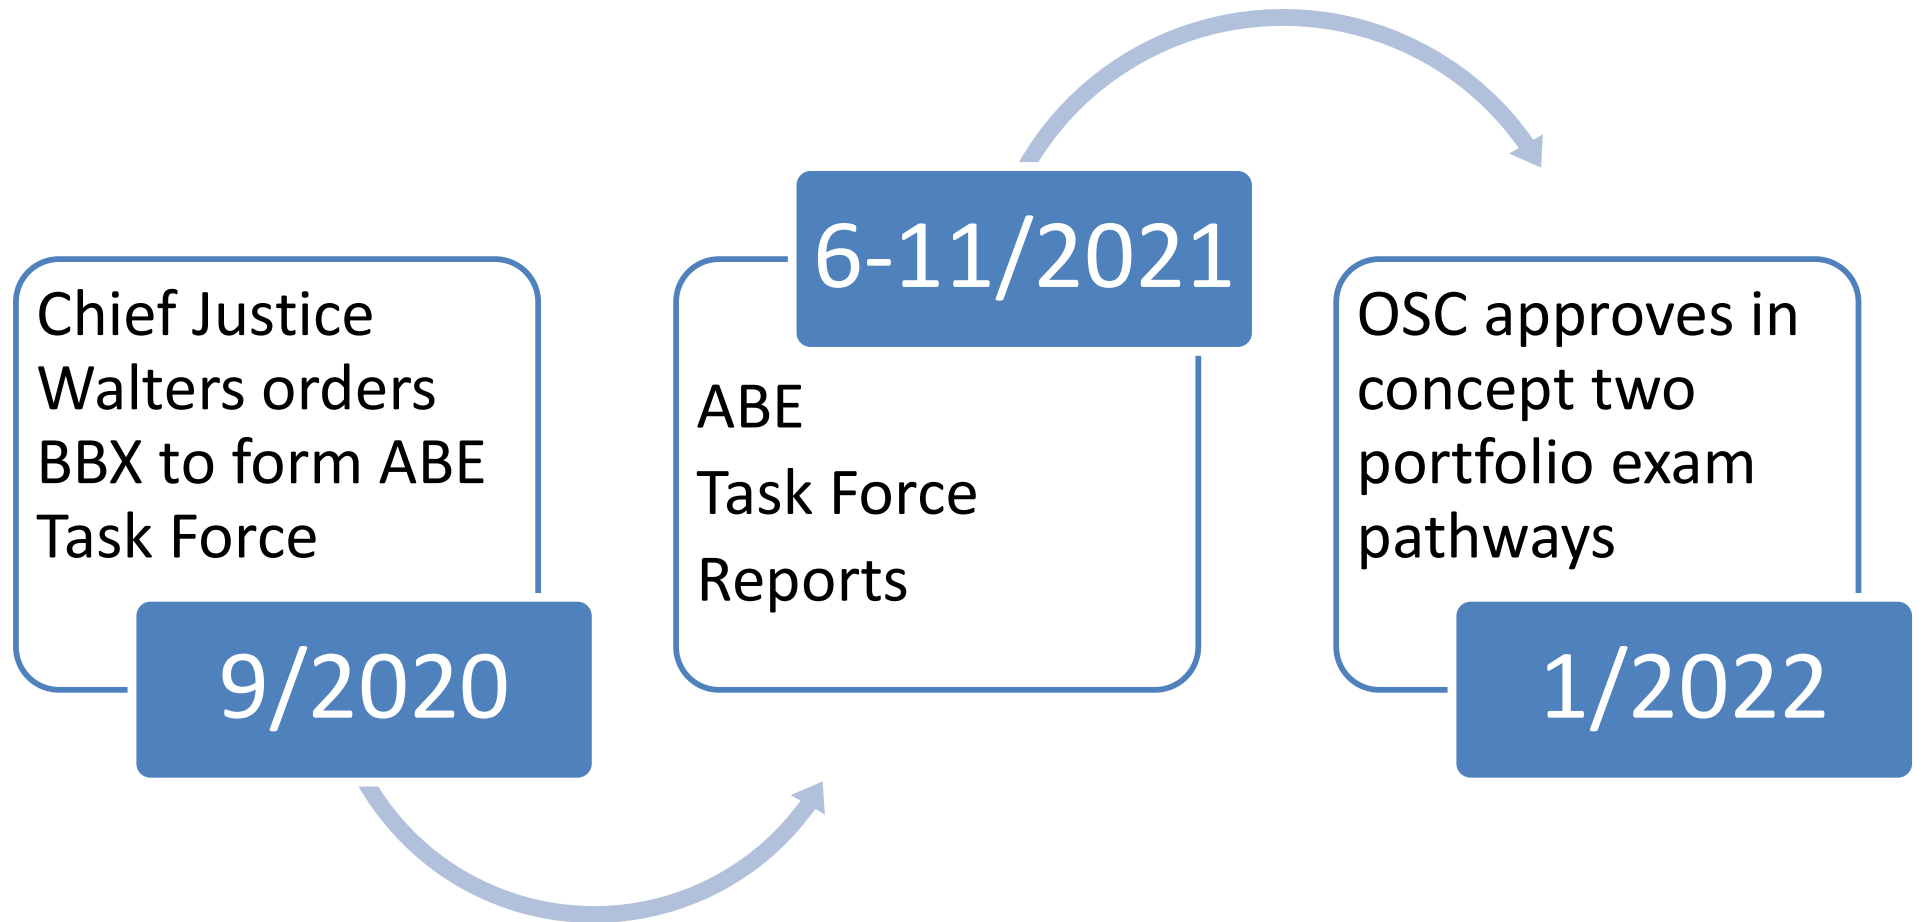 Chief Justice
Walters orders
BBX to form ABE
Task Force
9/2020
6-11/2021
ABE
Task Force
Reports
OSC approves in
concept two
portfolio exam
pathways
1/2022